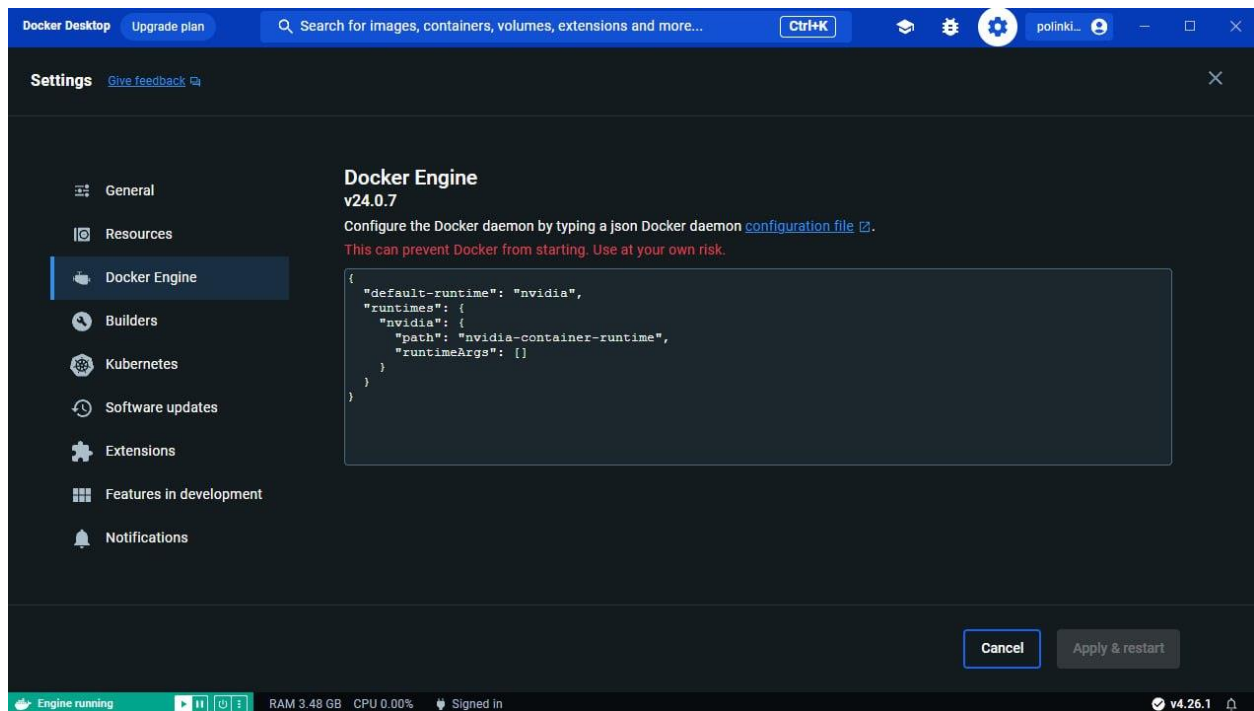 Docker Desktop Upgrade plan Search for images, containers, volumes, extensions and more... Ctrl+K polinki...
Settings Give feedback
General
Resources
Docker Engine
Builders
Kubernetes
Software updates
Extensions
Features in development
Notifications
Docker Engine
v24.0.7
Configure the Docker daemon by typing a json Docker daemon configuration file.
This can prevent Docker from starting. Use at your own risk.
{
  "default-runtime": "nvidia",
  "runtimes": {
    "nvidia": {
      "path": "nvidia-container-runtime",
      "runtimeArgs": []
    }
  }
}
Cancel Apply & restart
Engine running RAM 3.48 GB CPU 0.00% Signed in v4.26.1